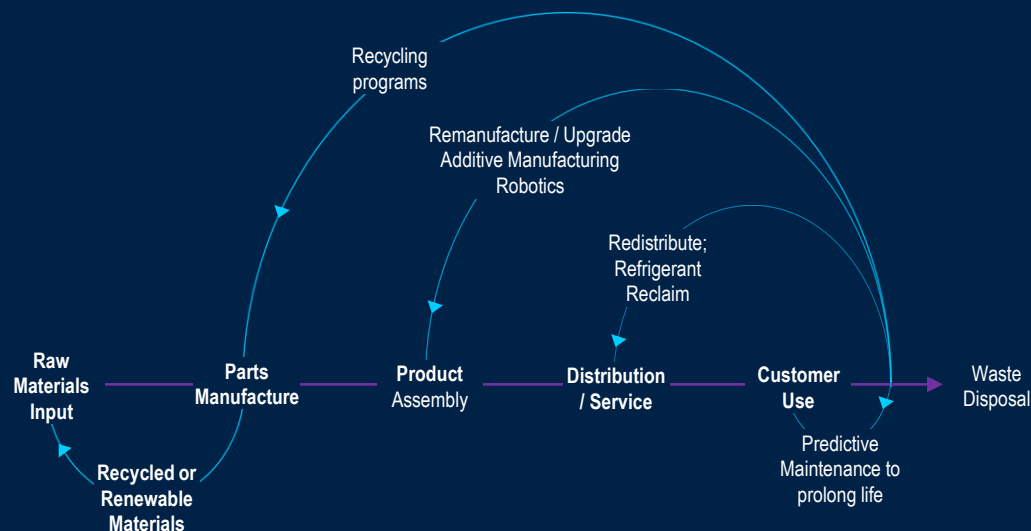 Recycling
programs
Remanufacture / Upgrade
Additive Manufacturing
Robotics
Redistribute;
Refrigerant
Reclaim
Raw
Materials
Input
Parts
Manufacture
Product
Assembly
Distribution
/ Service
Customer
Use
Waste
Disposal
Recycled or
Renewable
Materials
Predictive
Maintenance to
prolong life